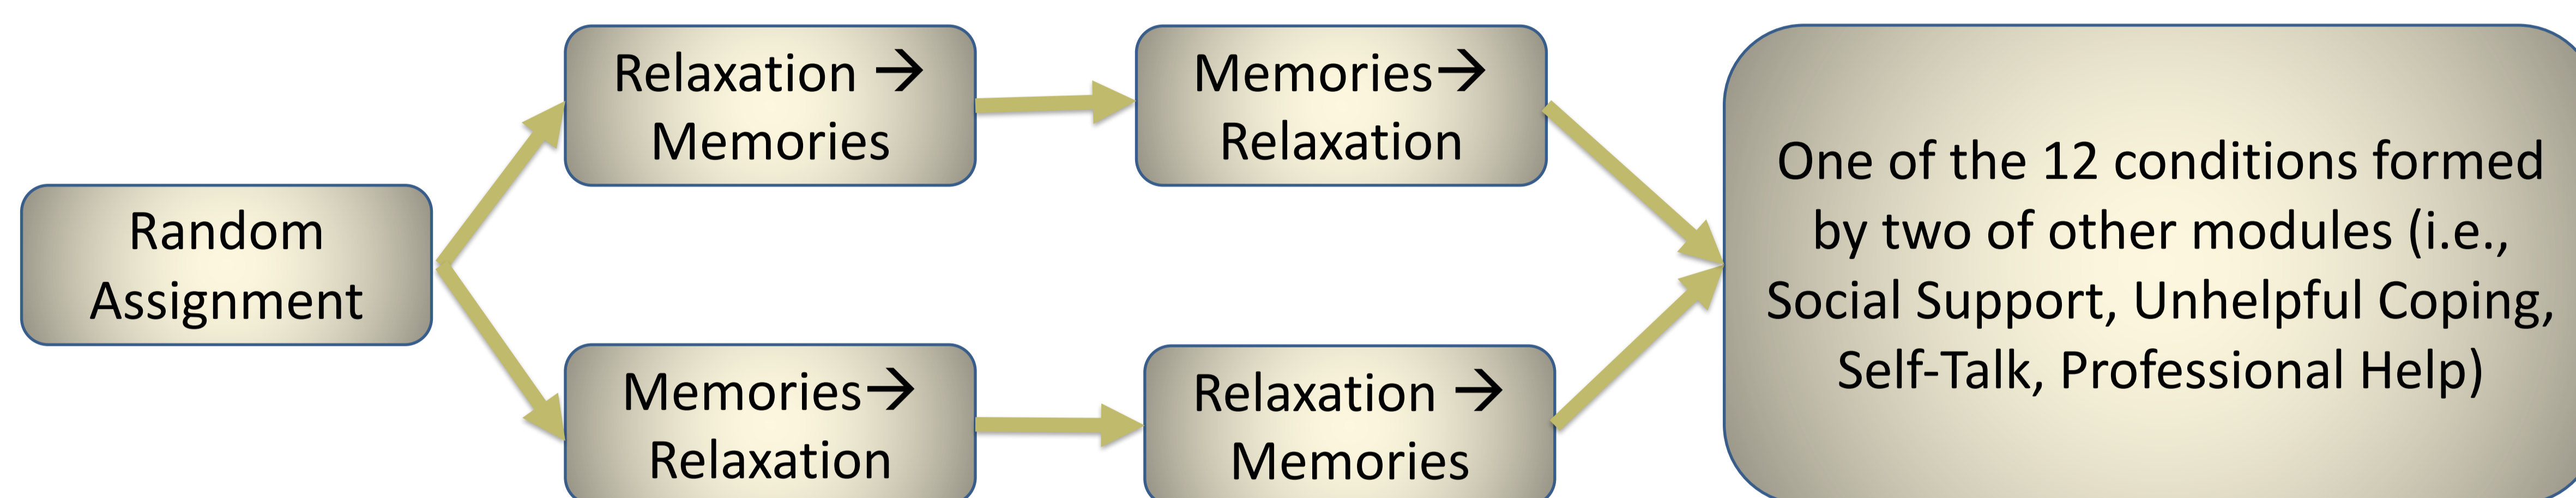 Random
Assignment
Relaxation →
Memories
Memories→
Relaxation
Memories→
Relaxation
Relaxation →
Memories
One of the 12 conditions formed
by two of other modules (i.e.,
Social Support, Unhelpful Coping,
Self-Talk, Professional Help)